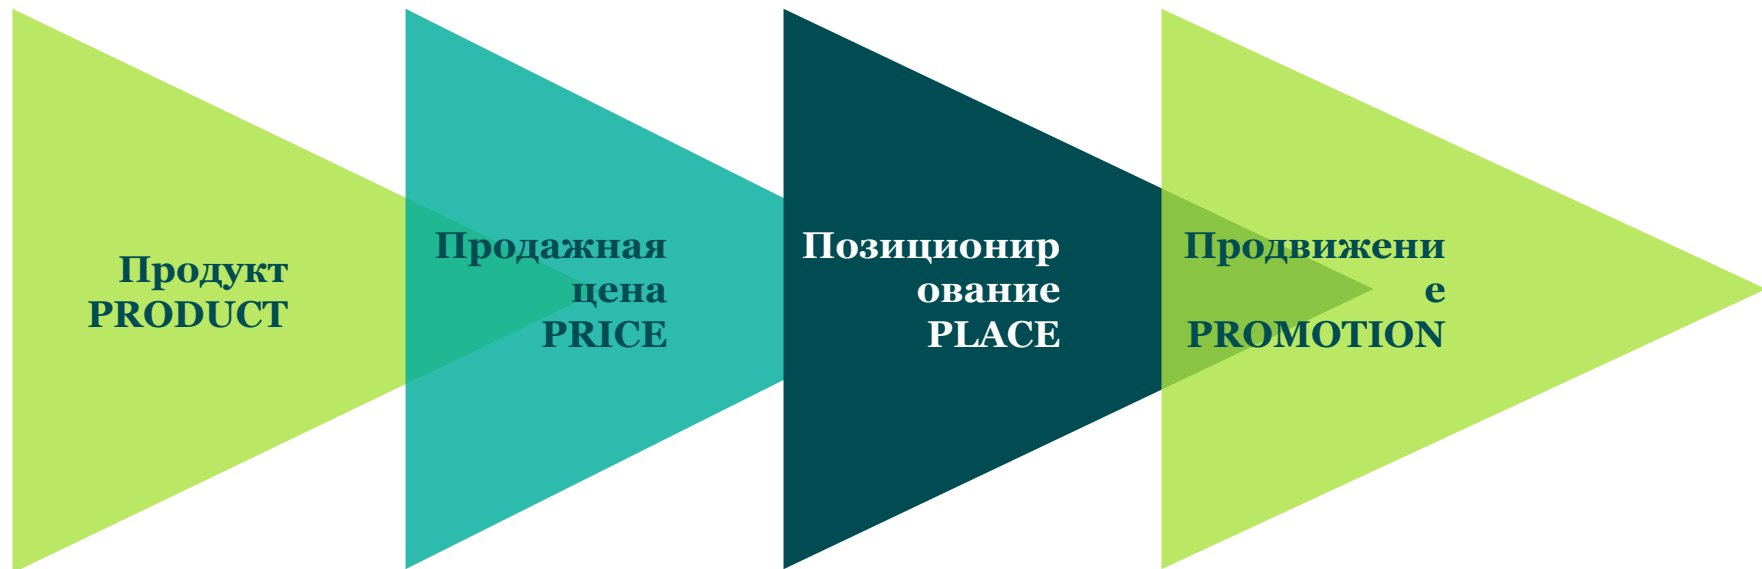 Продукт
PRODUCT
Продажная
цена
PRICE
Позиционир
ование
PLACE
Продвижени
е
PROMOTION